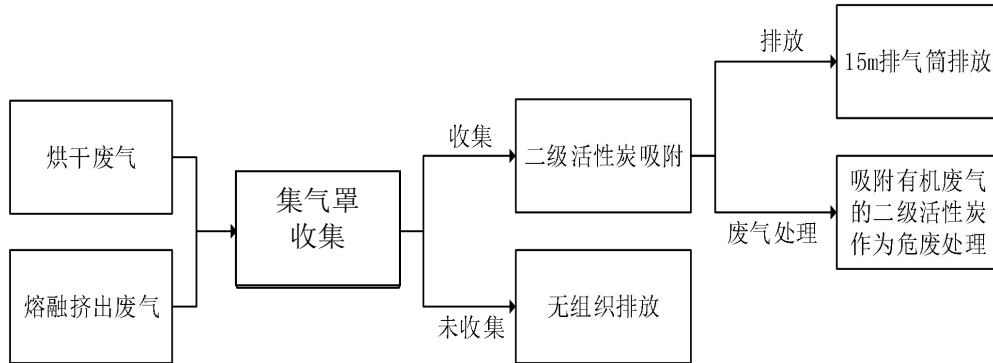 烘干废气
熔融挤出废气
集气罩
收集
收集
未收集
二级活性炭吸附
无组织排放
排放
废气处理
15m排气筒排放
吸附有机废气
的二级活性炭
作为危废处理